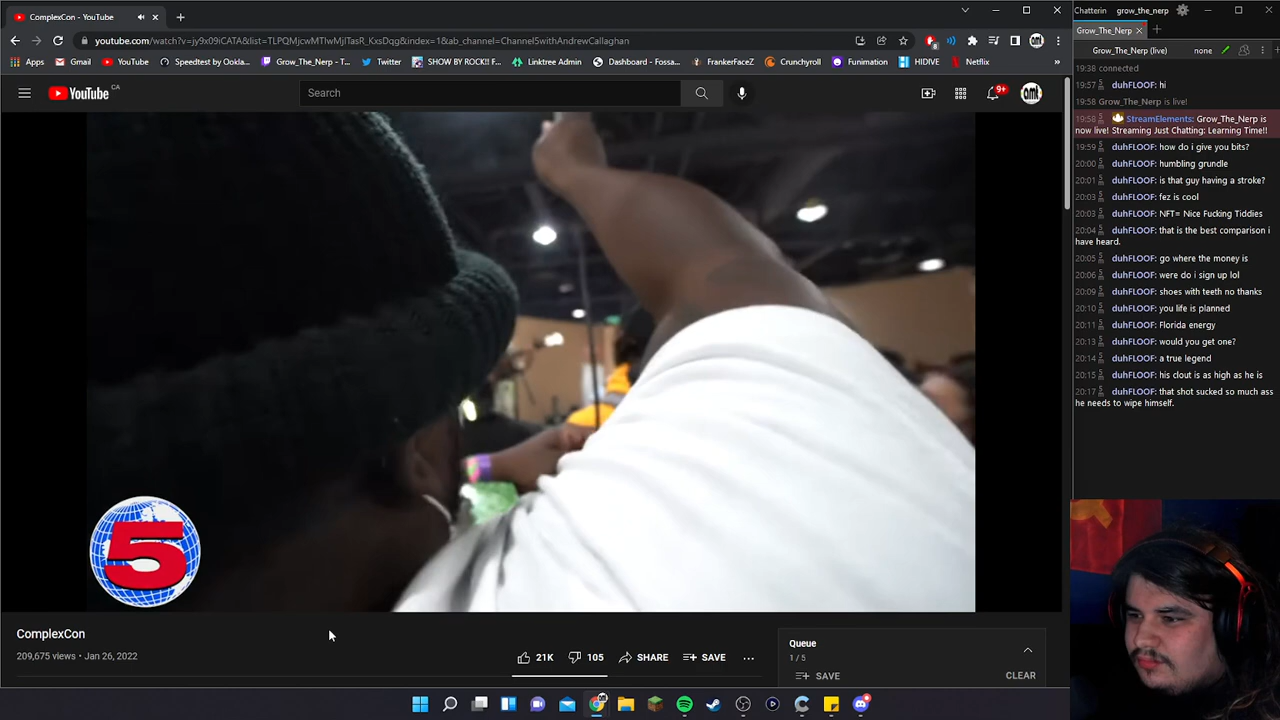 ComplexCon - YouTube
youtube.com/watch?v=jy9x09iCATA&list=TLPQMjcwMTIwMjITasR_KxsDqg&index=1&ab_channel=Channel5withAndrewCallaghan
Apps
Gmail
YouTube
Speedtest by Ookla...
Grow_The_Nerp - T...
Twitter
SHOW BY ROCK!! F...
Linktree Admin
Dashboard - Fossa...
FrankerFaceZ
Crunchyroll
Funimation
HIDIVE
Netflix
YouTube CA
Search
9+
amt
5
ComplexCon
209,675 views • Jan 26, 2022
21K
105
SHARE
SAVE
Queue
1 / 5
SAVE
CLEAR
Chatterin
grow_the_nerp
Grow_The_Nerp
Grow_The_Nerp (live)
none
19:38 connected
19:57 duhFLOOF: hi
19:58 Grow_The_Nerp is live!
19:58 StreamElements: Grow_The_Nerp is
now live! Streaming Just Chatting: Learning Time!!
19:59 duhFLOOF: how do i give you bits?
20:00 duhFLOOF: humbling grundle
20:01 duhFLOOF: is that guy having a stroke?
20:03 duhFLOOF: fez is cool
20:03 duhFLOOF: NFT= Nice Fucking Tiddies
20:04 duhFLOOF: that is the best comparison i
have heard.
20:05 duhFLOOF: go where the money is
20:06 duhFLOOF: were do i sign up lol
20:09 duhFLOOF: shoes with teeth no thanks
20:10 duhFLOOF: you life is planned
20:11 duhFLOOF: Florida energy
20:13 duhFLOOF: would you get one?
20:14 duhFLOOF: a true legend
20:15 duhFLOOF: his clout is as high as he is
20:17 duhFLOOF: that shot sucked so much ass
he needs to wipe himself.